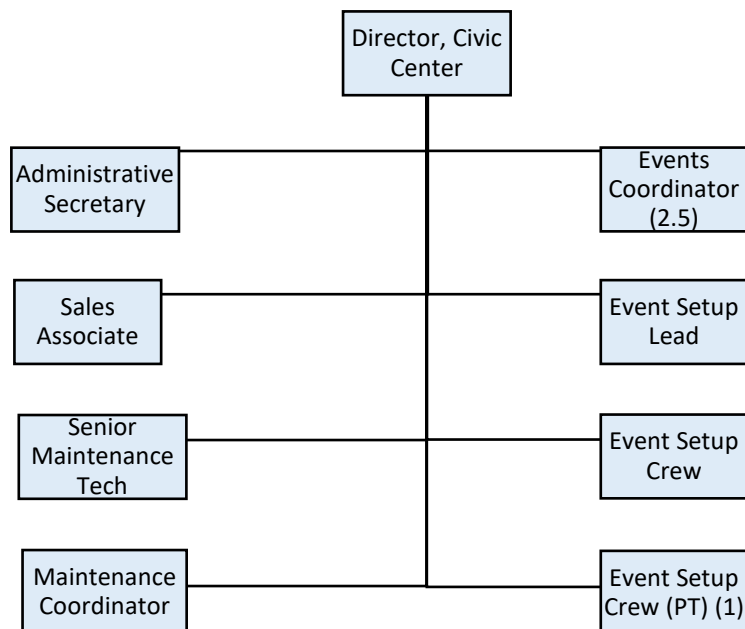 Director, Civic
Center
Administrative
Secretary
Events
Coordinator
(2.5)
Sales
Associate
Event Setup
Lead
Senior
Maintenance
Tech
Event Setup
Crew
Maintenance
Coordinator
Event Setup
Crew (PT) (1)